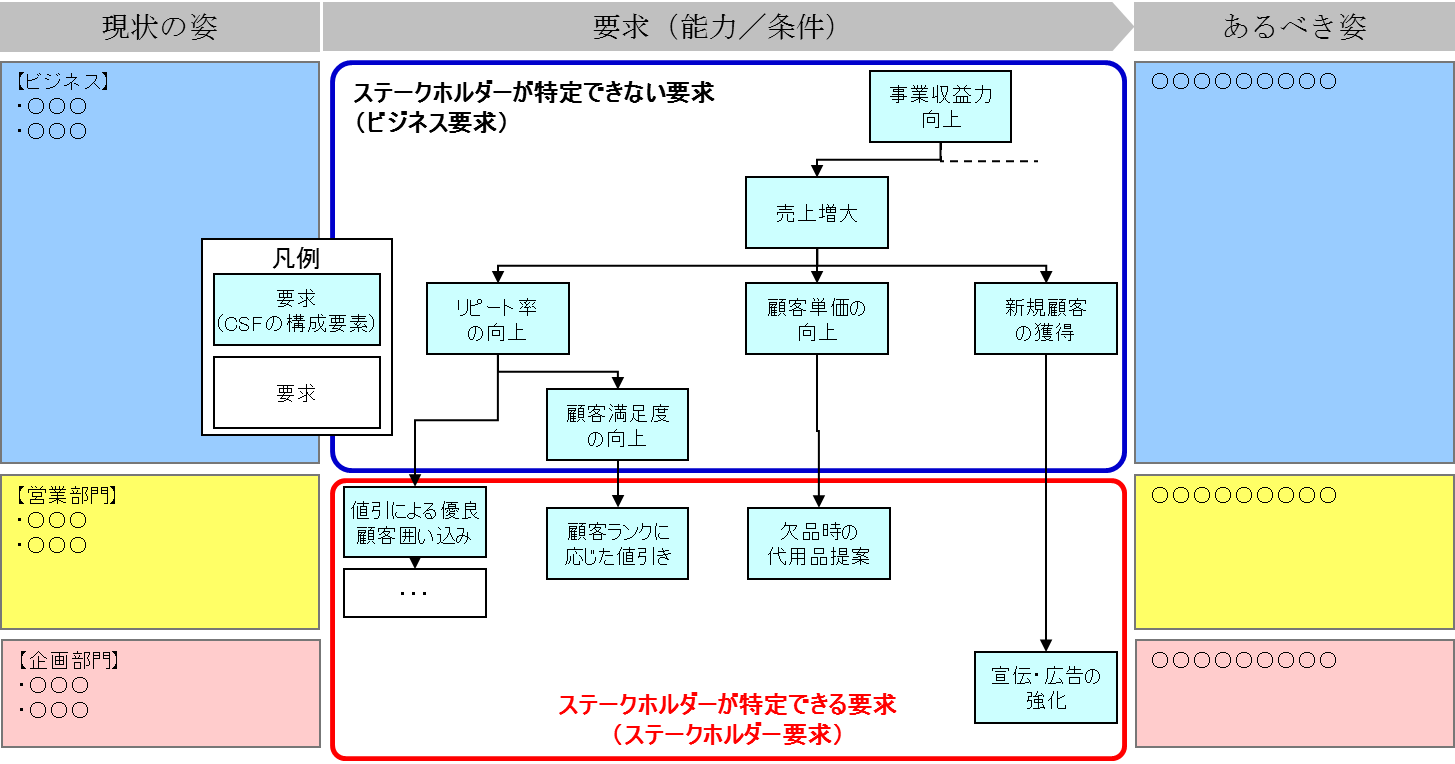 現状の姿
要求（能力／条件）
あるべき姿
【ビジネス】
・○○○
・○○○
ステークホルダーが特定できない要求
（ビジネス要求）
事業収益力
向上
売上増大
リピート率
の向上
顧客単価の
向上
新規顧客
の獲得
顧客満足度
の向上
○○○○○○○○○
凡例
要求
（CSFの構成要素）
要求
【営業部門】
・○○○
・○○○
値引による優良
顧客囲い込み
・・・
顧客ランクに
応じた値引き
欠品時の
代用品提案
○○○○○○○○○
【企画部門】
・○○○
・○○○
宣伝・広告の
強化
ステークホルダーが特定できる要求
（ステークホルダー要求）
○○○○○○○○○